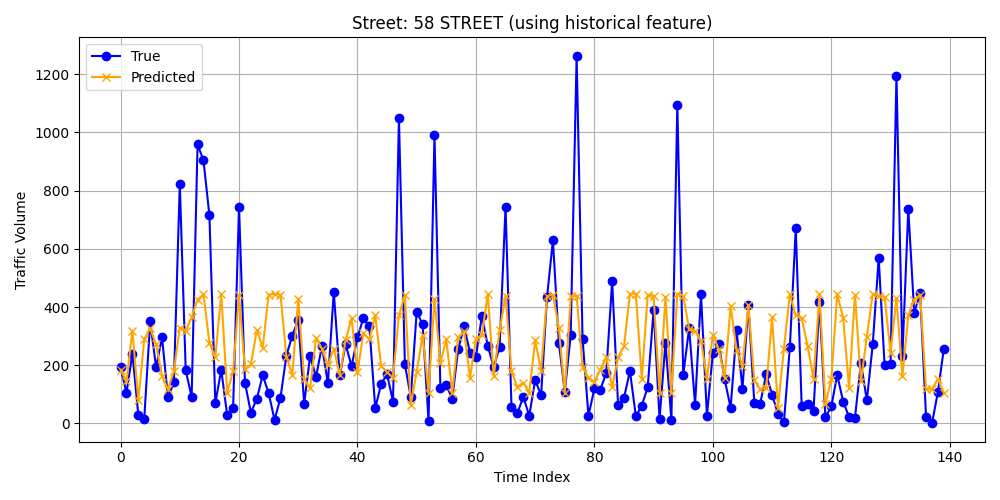 Street: 58 STREET (using historical feature)
True
Predicted
Traffic Volume
1200
1000
800
600
400
200
0
0 20 40 60 80 100 120 140
Time Index